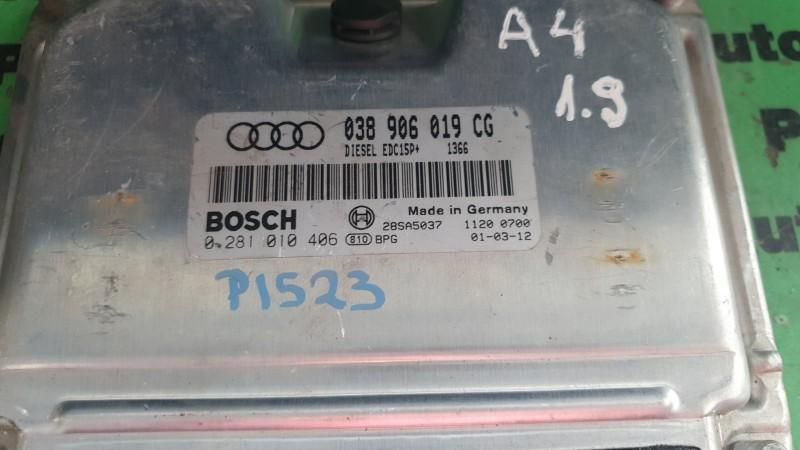 A4
1.9
038 906 019 CG
DIESEL EDC15P+ 1366
BOSCH
Made in Germany
28SA5037 1120 0700
0 281 010 406 810 BPG 01-03-12
P1523